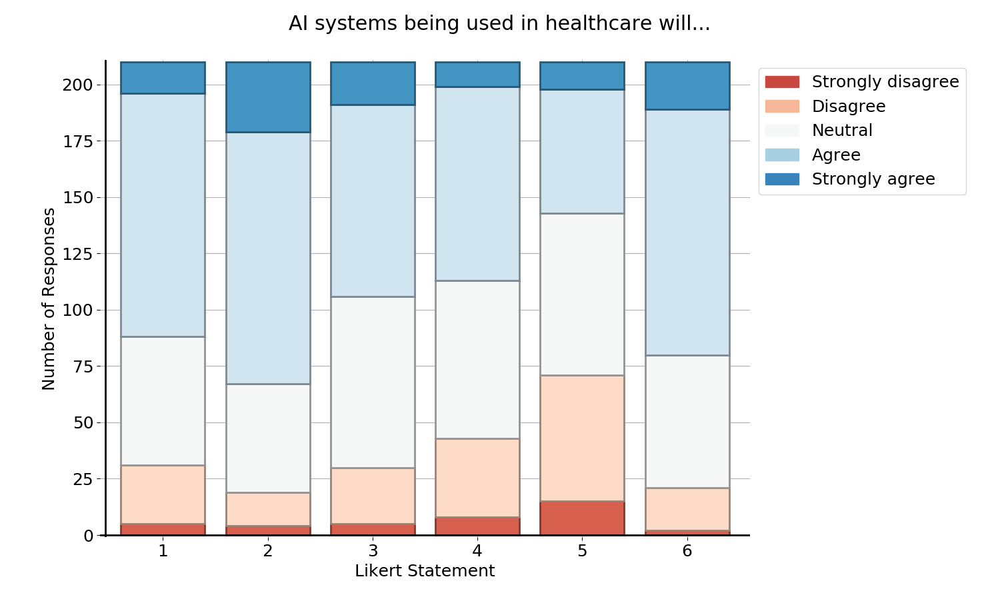 AI systems being used in healthcare will...
Number of Responses
200
175
150
125
100
75
50
25
0
1 2 3 4 5 6
Likert Statement
Strongly disagree
Disagree
Neutral
Agree
Strongly agree